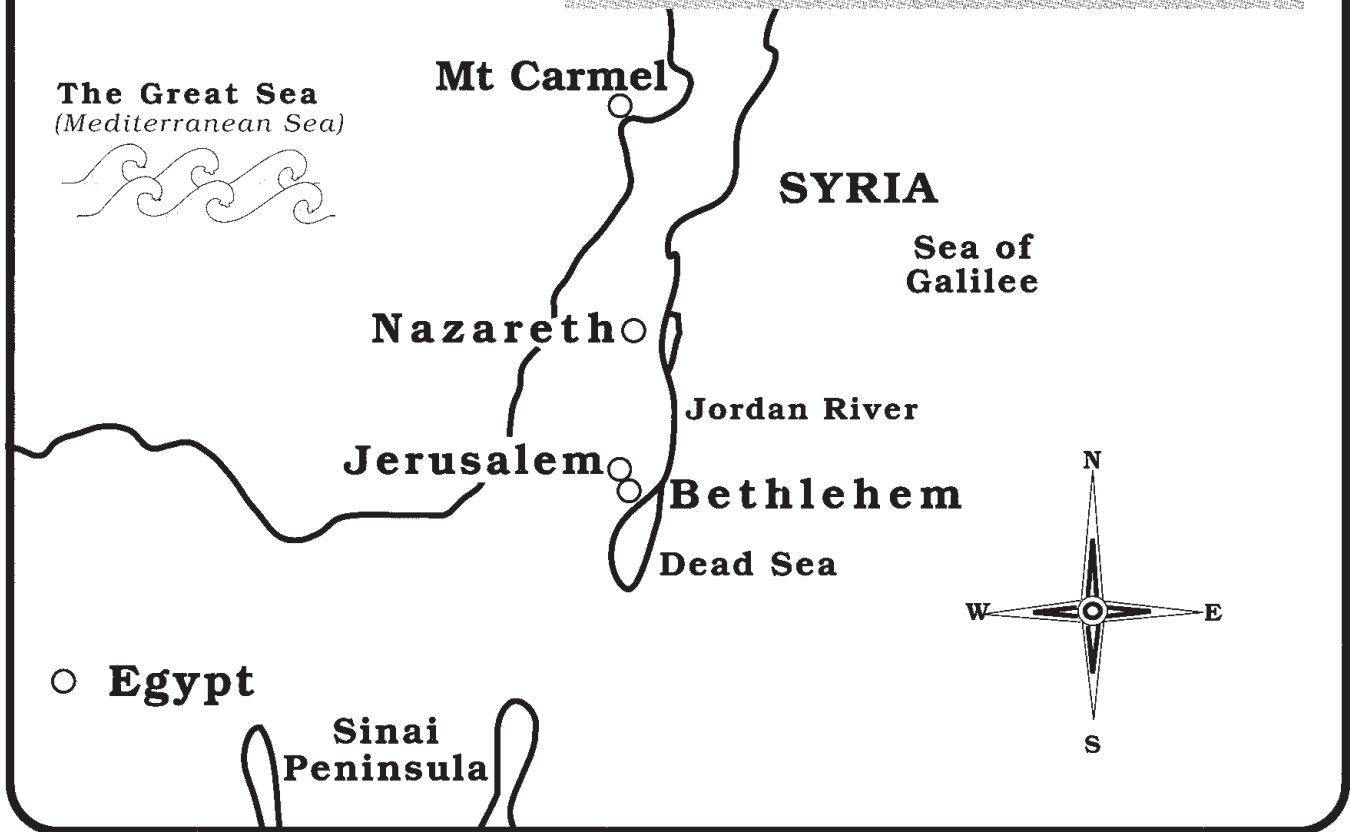 Mt Carmel
The Great Sea
(Mediterranean Sea)
SYRIA
Sea of
Galilee
Nazareth
Jordan River
Jerusalem
Bethlehem
Dead Sea
N
W
E
S
Egypt
Sinai
Peninsula